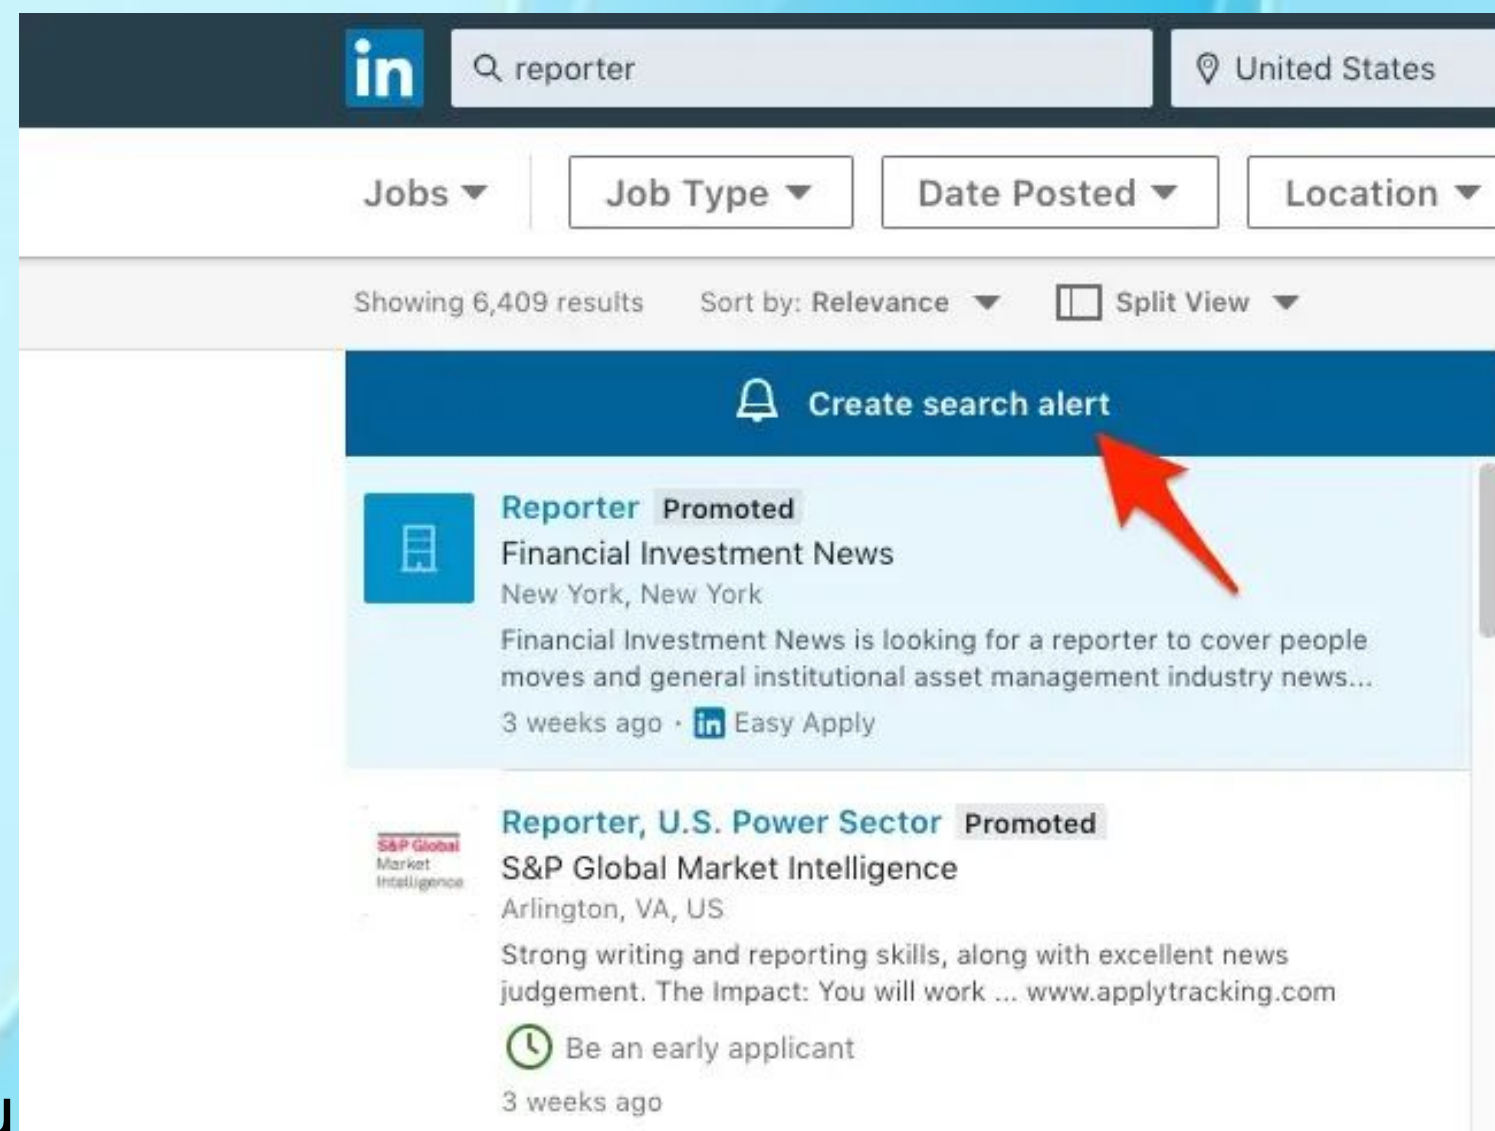 in reporter United States
Jobs Job Type Date Posted Location
Showing 6,409 results Sort by: Relevance Split View
Create search alert
Reporter Promoted
Financial Investment News
New York, New York
Financial Investment News is looking for a reporter to cover people
moves and general institutional asset management industry news...
3 weeks ago · in Easy Apply
S&P Global
Market
Intelligence
Reporter, U.S. Power Sector Promoted
S&P Global Market Intelligence
Arlington, VA, US
Strong writing and reporting skills, along with excellent news
judgement. The Impact: You will work ... www.applytracking.com
Be an early applicant
3 weeks ago